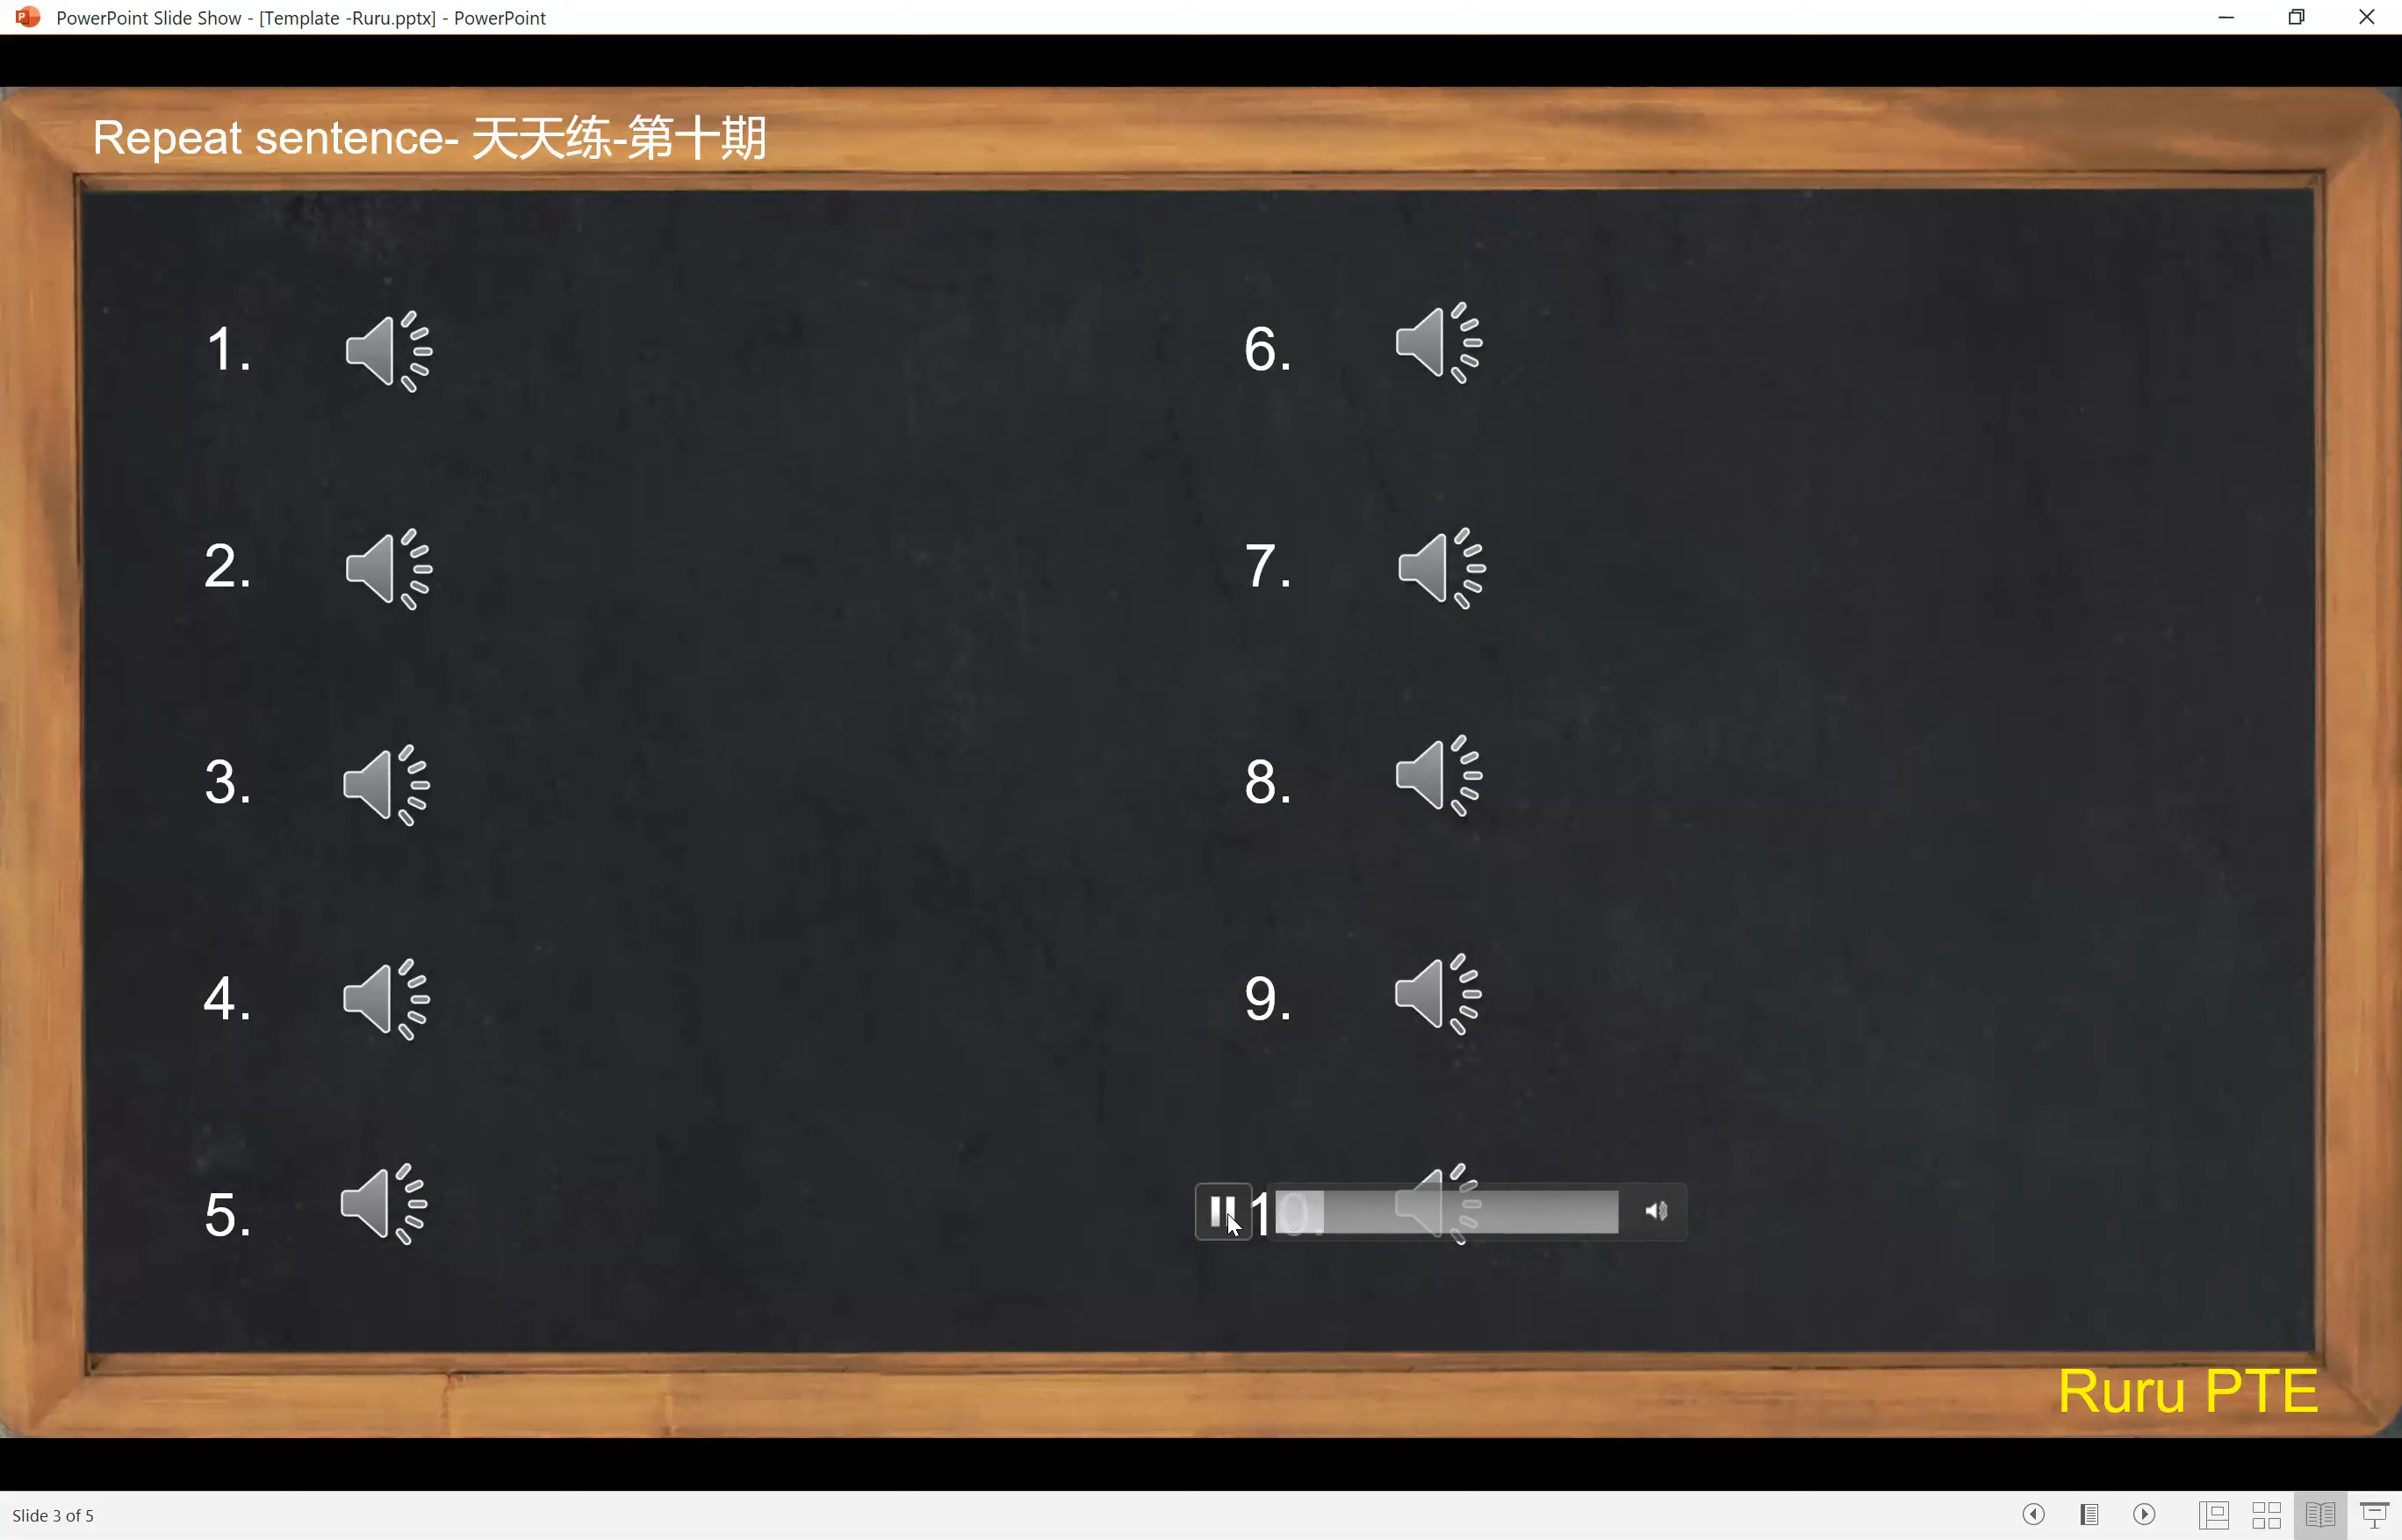 PowerPoint Slide Show - [Template -Ruru.pptx] - PowerPoint
Repeat sentence- 天天练-第十期
1.
2.
3.
4.
5.
6.
7.
8.
9.
10.
Ruru PTE
Slide 3 of 5